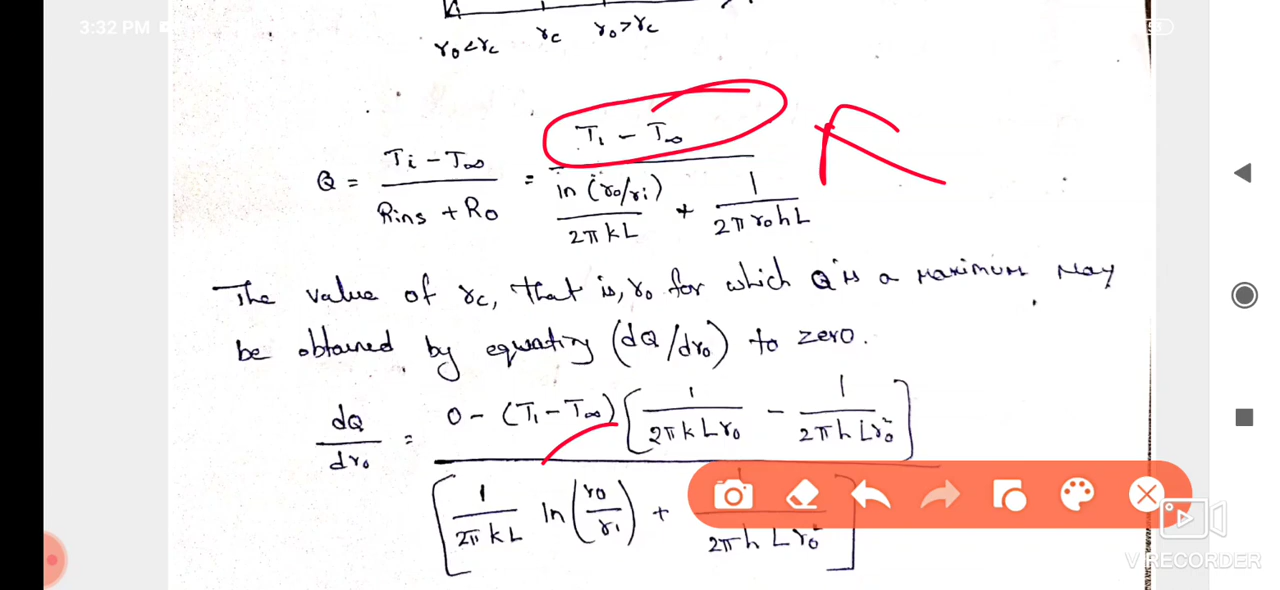 3:32 PM
r₀<r_c r_c r₀>r_c
Q = (Ti - T∞)/(Rins + R₀) = (T₁ - T∞)/(ln(r₀/ri)/(2πkL) + 1/(2πr₀hL))
The value of r_c, that is, r₀ for which Q is a maximum may
be obtained by equating (dQ/dr₀) to zero.
dQ/dr₀ = 0 - (T₁ - T∞)[1/(2πkLr₀) - 1/(2πhLr₀²)]
[1/(2πkL) ln(r₀/r₁) + 2πhLr₀²]
V RECORDER